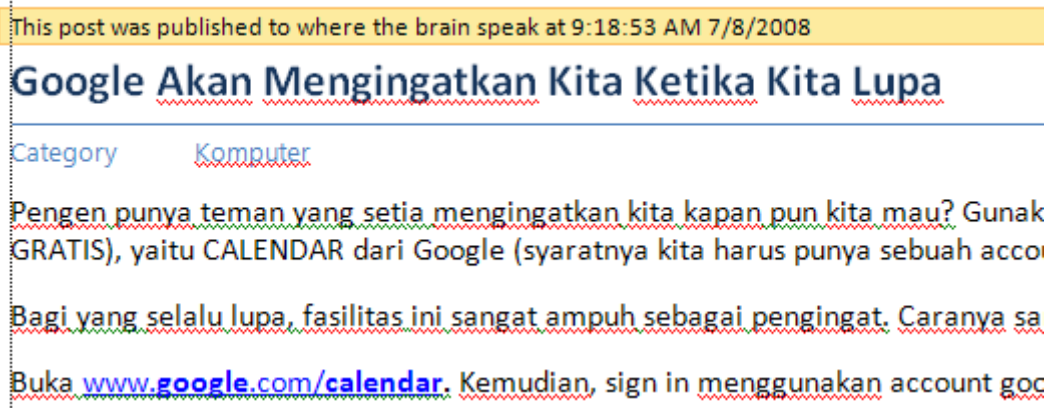 This post was published to where the brain speak at 9:18:53 AM 7/8/2008
Google Akan Mengingatkan Kita Ketika Kita Lupa
Category Komputer
Pengen punya teman yang setia mengingatkan kita kapan pun kita mau? Gunak
GRATIS), yaitu CALENDAR dari Google (syaratnya kita harus punya sebuah acco
Bagi yang selalu lupa, fasilitas ini sangat ampuh sebagai pengingat. Caranya sa
Buka www.google.com/calendar. Kemudian, sign in menggunakan account goo